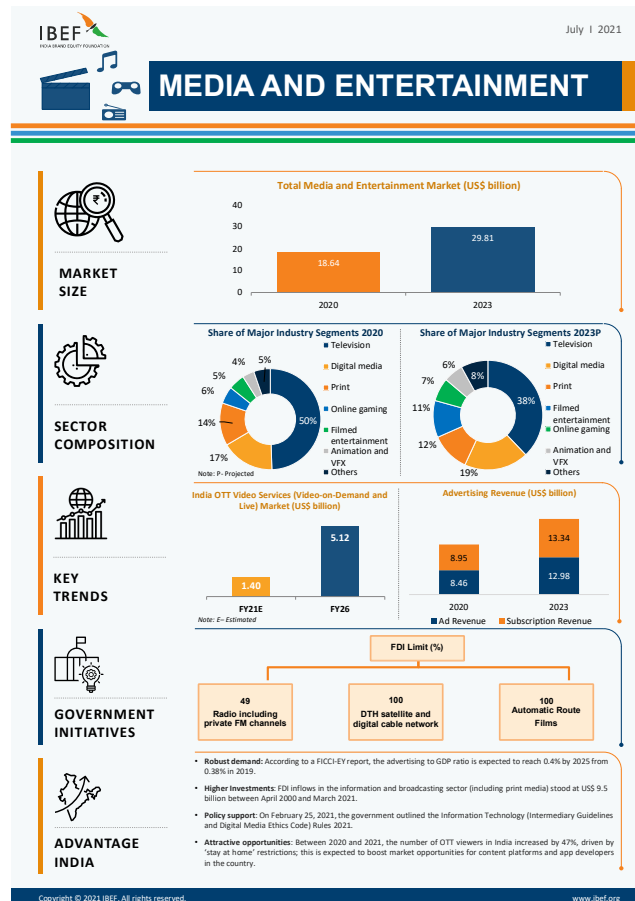 IBEF
INDIA BRAND EQUITY FOUNDATION
July I 2021
MEDIA AND ENTERTAINMENT
₹
MARKET
SIZE
Total Media and Entertainment Market (US$ billion)
40
30
20
10
0
18.64
29.81
2020
2023
SECTOR
COMPOSITION
Share of Major Industry Segments 2020
50%
17%
14%
6%
5%
4%
5%
Television
Digital media
Print
Online gaming
Filmed
entertainment
Animation and
VFX
Others
Note: P- Projected
Share of Major Industry Segments 2023P
38%
19%
12%
11%
7%
6%
8%
Television
Digital media
Print
Filmed
entertainment
Online gaming
Animation and
VFX
Others
KEY
TRENDS
India OTT Video Services (Video-on-Demand and
Live) Market (US$ billion)
1.40
5.12
FY21E
FY26
Note: E– Estimated
Advertising Revenue (US$ billion)
8.95
8.46
13.34
12.98
2020
2023
Ad Revenue
Subscription Revenue
GOVERNMENT
INITIATIVES
FDI Limit (%)
49
Radio including
private FM channels
100
DTH satellite and
digital cable network
100
Automatic Route
Films
ADVANTAGE
INDIA
• Robust demand: According to a FICCI-EY report, the advertising to GDP ratio is expected to reach 0.4% by 2025 from
0.38% in 2019.
• Higher Investments: FDI inflows in the information and broadcasting sector (including print media) stood at US$ 9.5
billion between April 2000 and March 2021.
• Policy support: On February 25, 2021, the government outlined the Information Technology (Intermediary Guidelines
and Digital Media Ethics Code) Rules 2021.
• Attractive opportunities: Between 2020 and 2021, the number of OTT viewers in India increased by 47%, driven by
‘stay at home’ restrictions; this is expected to boost market opportunities for content platforms and app developers
in the country.
Copyright © 2021 IBEF. All rights reserved.
www.ibef.org